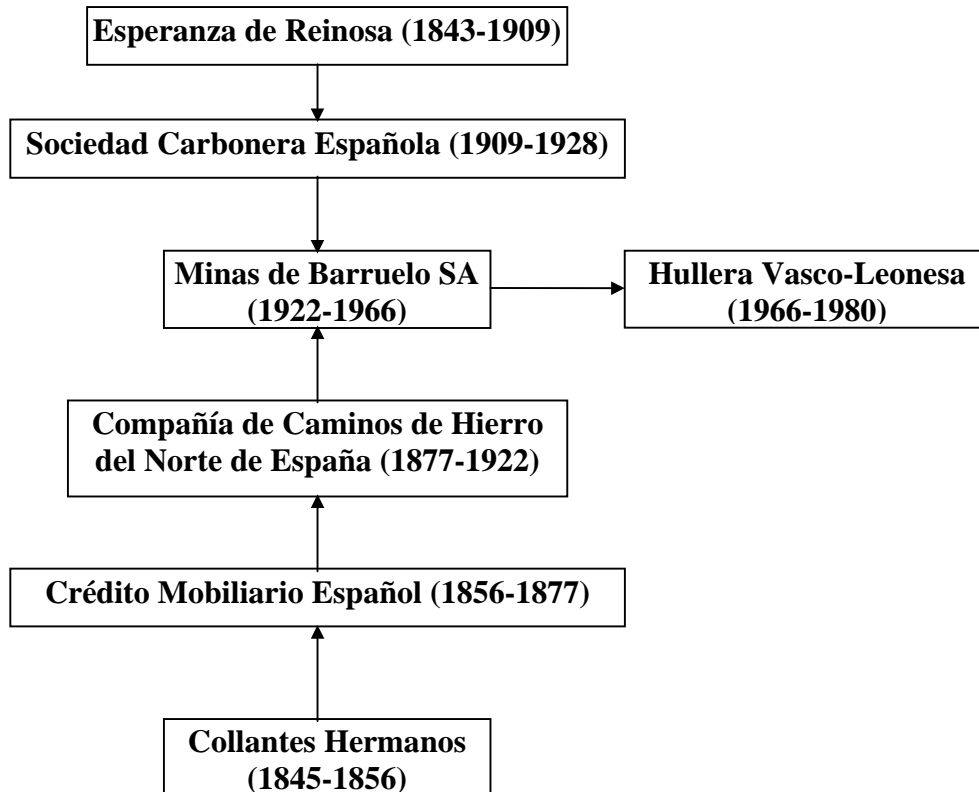 Esperanza de Reinosa (1843-1909)
Sociedad Carbonera Española (1909-1928)
Minas de Barruelo SA
(1922-1966)
Hullera Vasco-Leonesa
(1966-1980)
Compañía de Caminos de Hierro
del Norte de España (1877-1922)
Crédito Mobiliario Español (1856-1877)
Collantes Hermanos
(1845-1856)